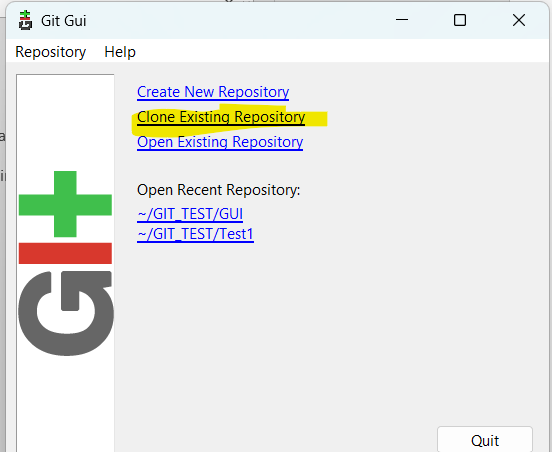 Git Gui
Repository Help
Create New Repository
Clone Existing Repository
Open Existing Repository
Open Recent Repository:
~/GIT_TEST/GUI
~/GIT_TEST/Test1
GIt
Quit